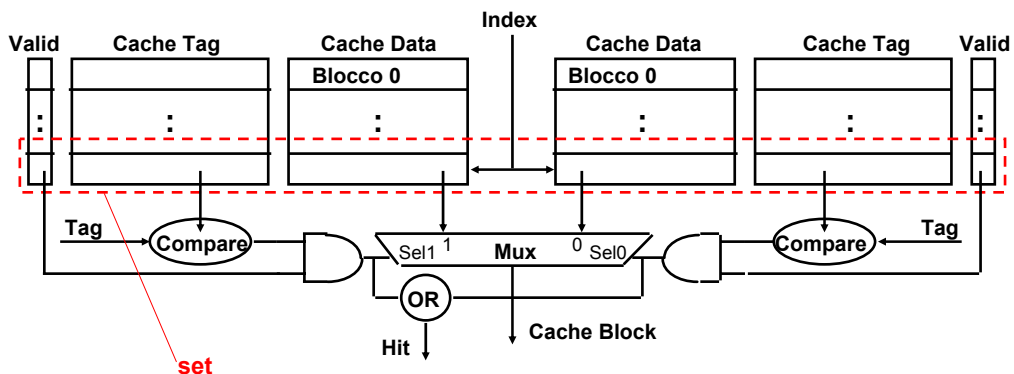 Index
Valid Cache Tag Cache Data Cache Data Cache Tag Valid
Blocco 0 Blocco 0
: : : : : :
Tag Compare 1 0 Compare Tag
Sel1 Mux Sel0
OR
Hit Cache Block
set